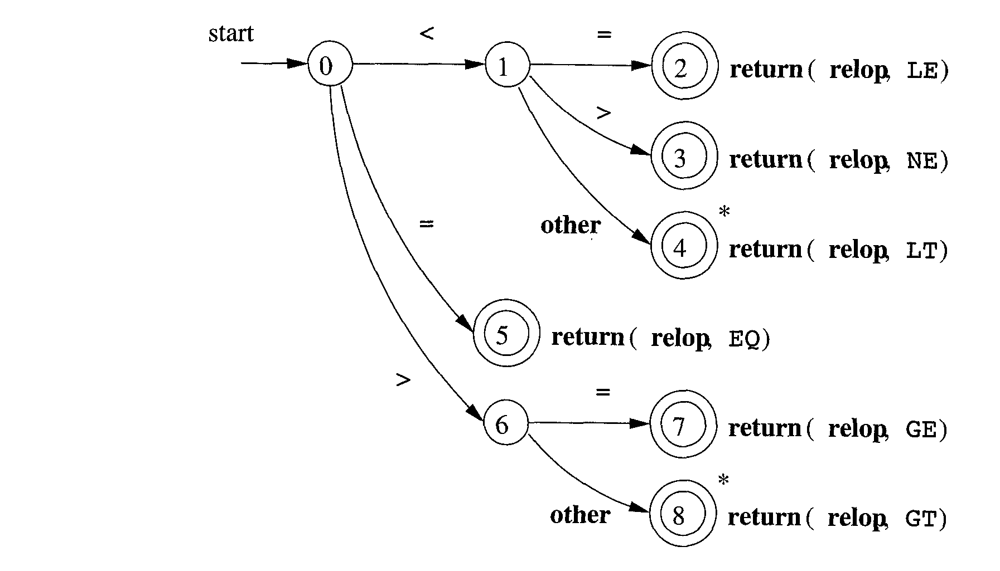 start < =
0 1 2 return( relop, LE)
>
3 return( relop, NE)
*
= other
4 return( relop, LT)
5 return( relop, EQ)
> =
6 7 return( relop, GE)
*
other 8 return( relop, GT)